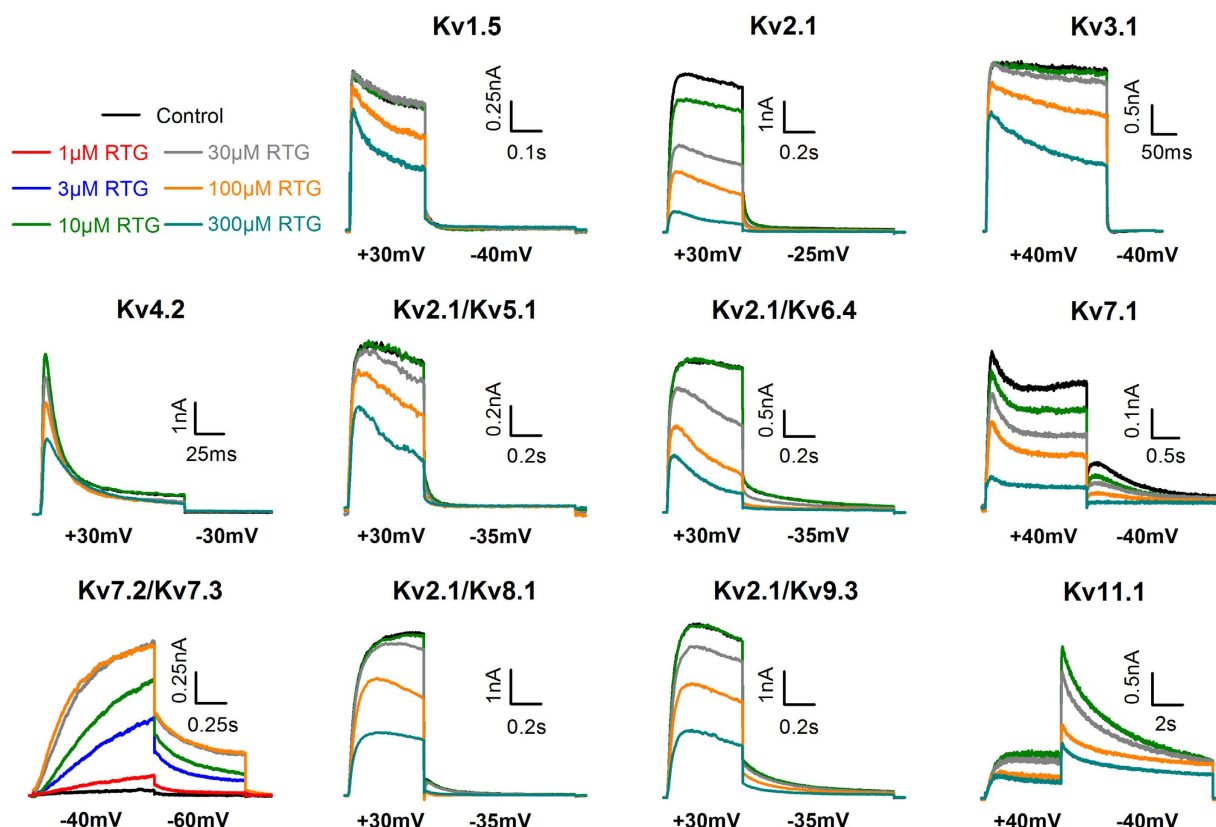 Kv1.5
Kv2.1
Kv3.1
Control
1µM RTG
30µM RTG
3µM RTG
100µM RTG
10µM RTG
300µM RTG
0.25nA
0.1s
+30mV
-40mV
1nA
0.2s
+30mV
-25mV
0.5nA
50ms
+40mV
-40mV
Kv4.2
Kv2.1/Kv5.1
Kv2.1/Kv6.4
Kv7.1
1nA
25ms
+30mV
-30mV
0.2nA
0.2s
+30mV
-35mV
0.5nA
0.2s
+30mV
-35mV
0.1nA
0.5s
+40mV
-40mV
Kv7.2/Kv7.3
Kv2.1/Kv8.1
Kv2.1/Kv9.3
Kv11.1
0.25nA
0.25s
-40mV
-60mV
1nA
0.2s
+30mV
-35mV
1nA
0.2s
+30mV
-35mV
0.5nA
2s
+40mV
-40mV